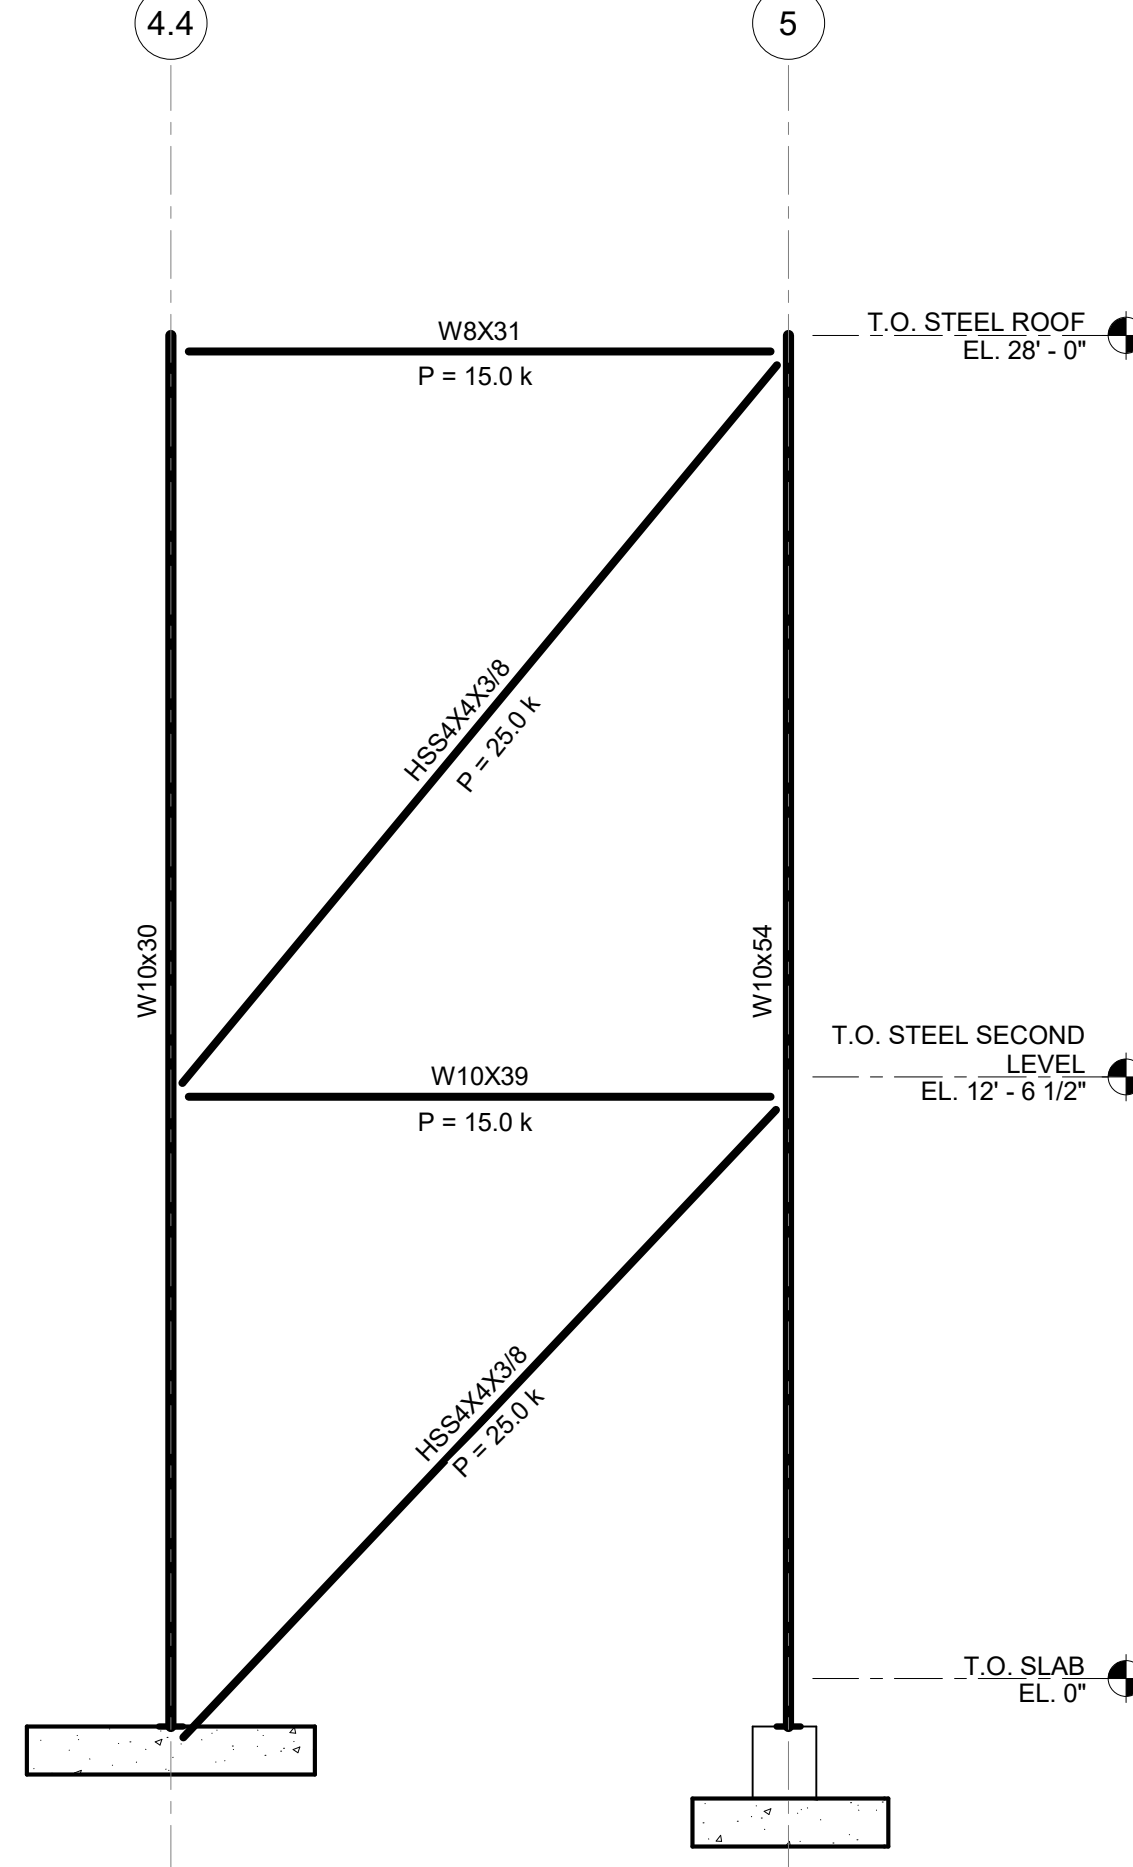 4.4
5
W8X31
P = 15.0 k
T.O. STEEL ROOF
EL. 28' - 0"
HSS4X4X3/8
P = 25.0 k
W10x30
W10x54
T.O. STEEL SECOND
LEVEL
EL. 12' - 6 1/2"
W10X39
P = 15.0 k
HSS4X4X3/8
P = 25.0 k
T.O. SLAB
EL. 0"